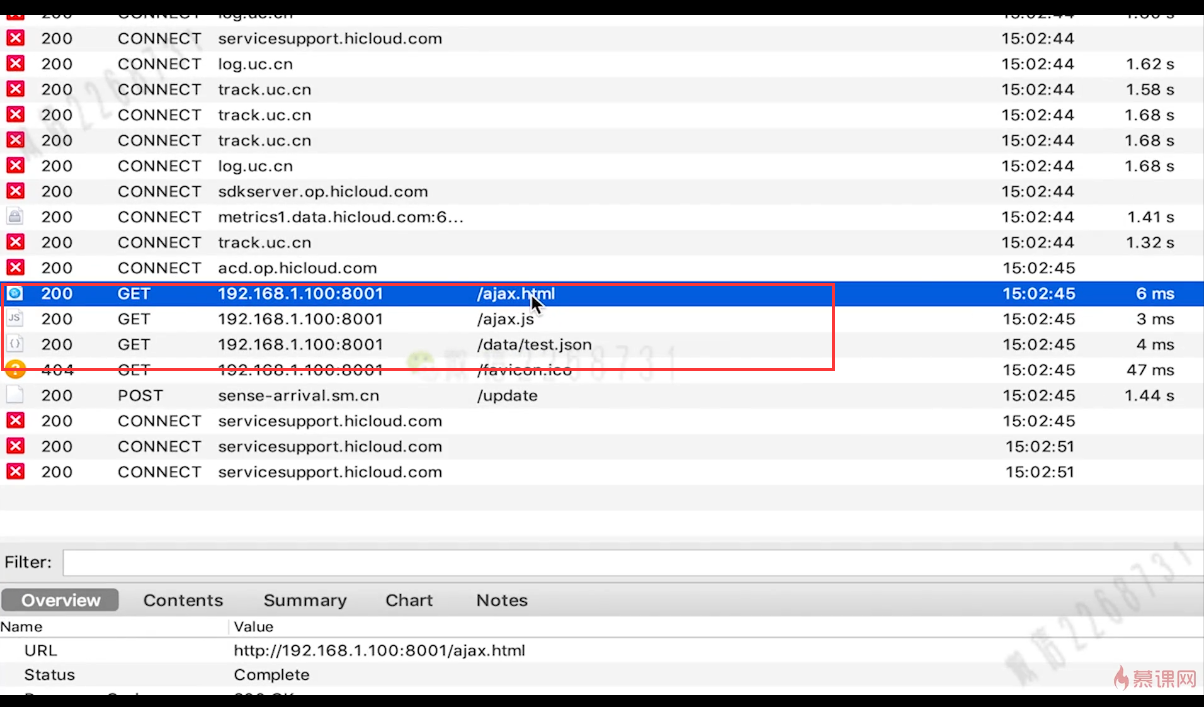 200 CONNECT log.uc.cn 15:02:44
200 CONNECT servicesupport.hicloud.com 15:02:44
200 CONNECT log.uc.cn 15:02:44 1.62 s
200 CONNECT track.uc.cn 15:02:44 1.58 s
200 CONNECT track.uc.cn 15:02:44 1.68 s
200 CONNECT track.uc.cn 15:02:44 1.68 s
200 CONNECT log.uc.cn 15:02:44 1.68 s
200 CONNECT sdkserver.op.hicloud.com 15:02:44
200 CONNECT metrics1.data.hicloud.com:6... 15:02:44 1.41 s
200 CONNECT track.uc.cn 15:02:44 1.32 s
200 CONNECT acd.op.hicloud.com 15:02:45
200 GET 192.168.1.100:8001 /ajax.html 15:02:45 6 ms
JS 200 GET 192.168.1.100:8001 /ajax.js 15:02:45 3 ms
{} 200 GET 192.168.1.100:8001 /data/test.json 15:02:45 4 ms
404 GET 192.168.1.100:8001 /favicon.ico 15:02:45 47 ms
200 POST sense-arrival.sm.cn /update 15:02:45 1.44 s
200 CONNECT servicesupport.hicloud.com 15:02:45
200 CONNECT servicesupport.hicloud.com 15:02:51
200 CONNECT servicesupport.hicloud.com 15:02:51
Filter:
Overview Contents Summary Chart Notes
Name Value
URL http://192.168.1.100:8001/ajax.html
Status Complete
2268731
慕课网